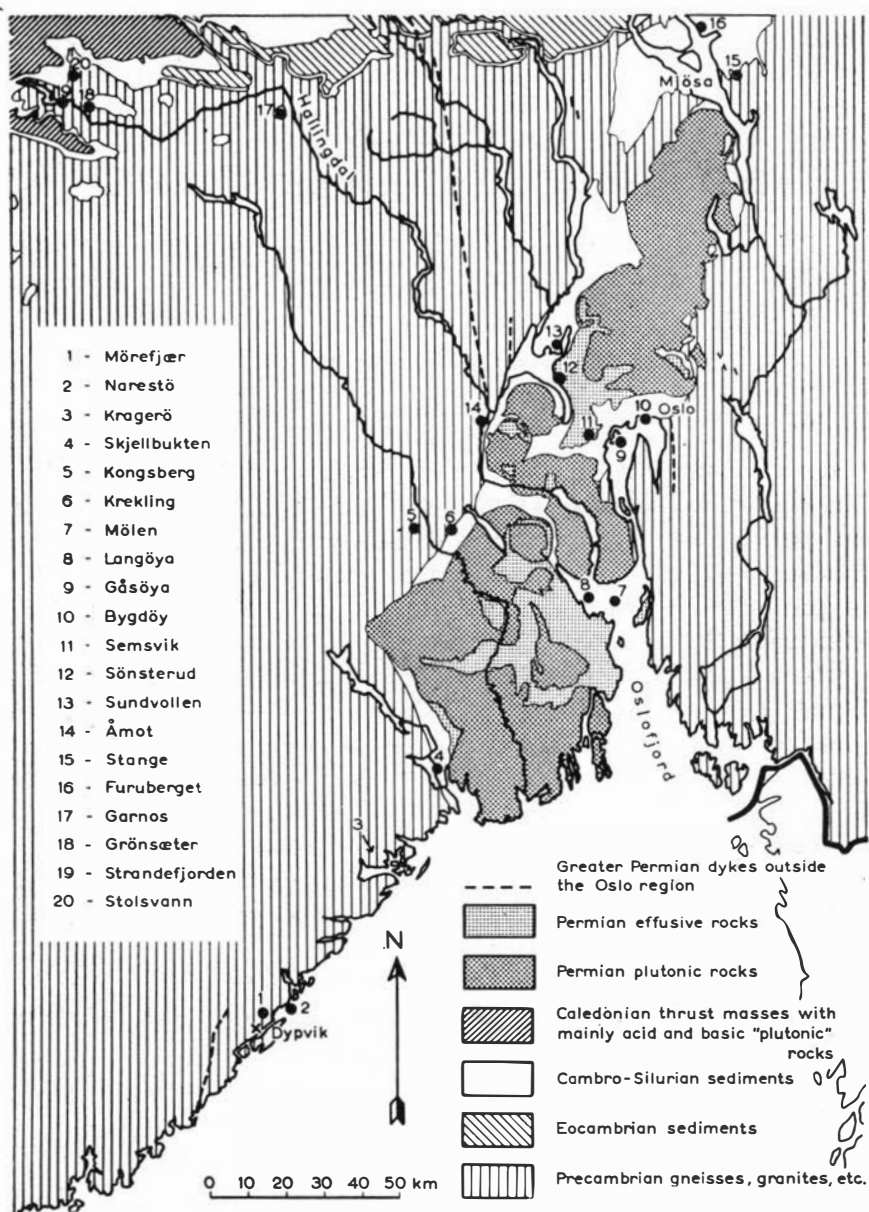 16
15
Mjösa
20
19
18
17
Hallingdal
13
12
14
11
10
Oslo
9
5
6
8
7
Oslofjord
4
3
1
2
Dypvik
1 - Mörefjær
2 - Narestö
3 - Kragerö
4 - Skjellbukten
5 - Kongsberg
6 - Krekling
7 - Mölen
8 - Langöya
9 - Gåsöya
10 - Bygdöy
11 - Semsvik
12 - Sönsterud
13 - Sundvollen
14 - Åmot
15 - Stange
16 - Furuberget
17 - Garnos
18 - Grönsæter
19 - Strandefjorden
20 - Stolsvann
N
Greater Permian dykes outside
the Oslo region
Permian effusive rocks
Permian plutonic rocks
Caledonian thrust masses with
mainly acid and basic "plutonic"
rocks
Cambro-Silurian sediments
Eocambrian sediments
Precambrian gneisses, granites, etc.
0 10 20 30 40 50 km